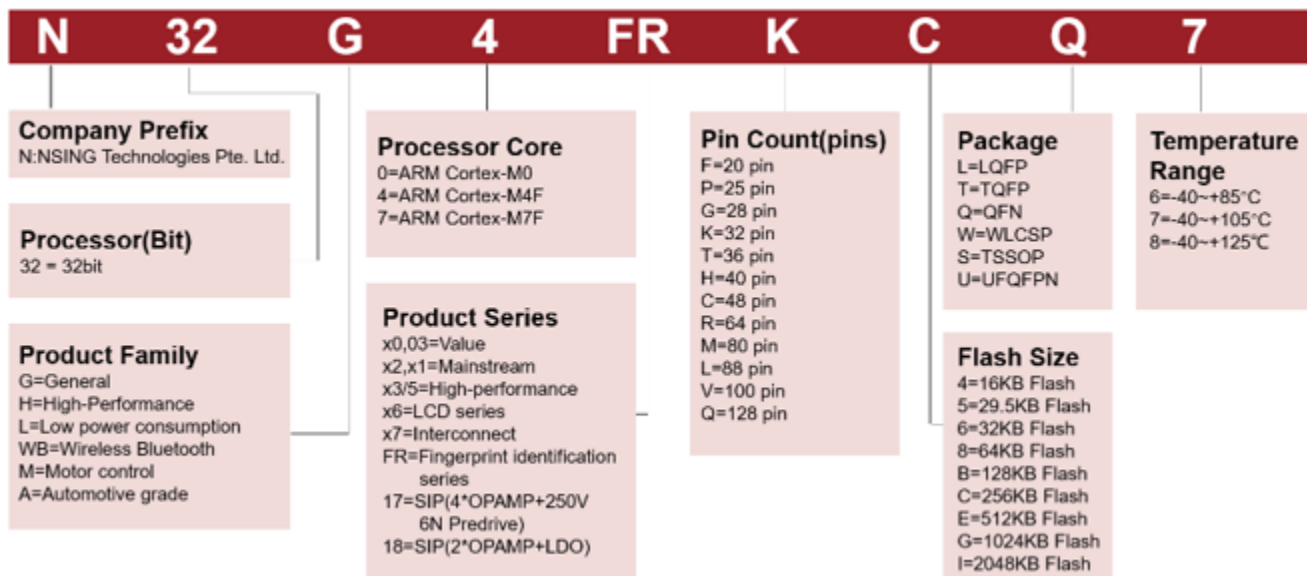 N 32 G 4 FR K C Q 7
Company Prefix
N:NSING Technologies Pte. Ltd.
Processor(Bit)
32 = 32bit
Product Family
G=General
H=High-Performance
L=Low power consumption
WB=Wireless Bluetooth
M=Motor control
A=Automotive grade
Processor Core
0=ARM Cortex-M0
4=ARM Cortex-M4F
7=ARM Cortex-M7F
Product Series
x0,03=Value
x2,x1=Mainstream
x3/5=High-performance
x6=LCD series
x7=Interconnect
FR=Fingerprint identification
series
17=SIP(4*OPAMP+250V
6N Predrive)
18=SIP(2*OPAMP+LDO)
Pin Count(pins)
F=20 pin
P=25 pin
G=28 pin
K=32 pin
T=36 pin
H=40 pin
C=48 pin
R=64 pin
M=80 pin
L=88 pin
V=100 pin
Q=128 pin
Package
L=LQFP
T=TQFP
Q=QFN
W=WLCSP
S=TSSOP
U=UFQFPN
Flash Size
4=16KB Flash
5=29.5KB Flash
6=32KB Flash
8=64KB Flash
B=128KB Flash
C=256KB Flash
E=512KB Flash
G=1024KB Flash
I=2048KB Flash
Temperature
Range
6=-40~+85°C
7=-40~+105°C
8=-40~+125℃